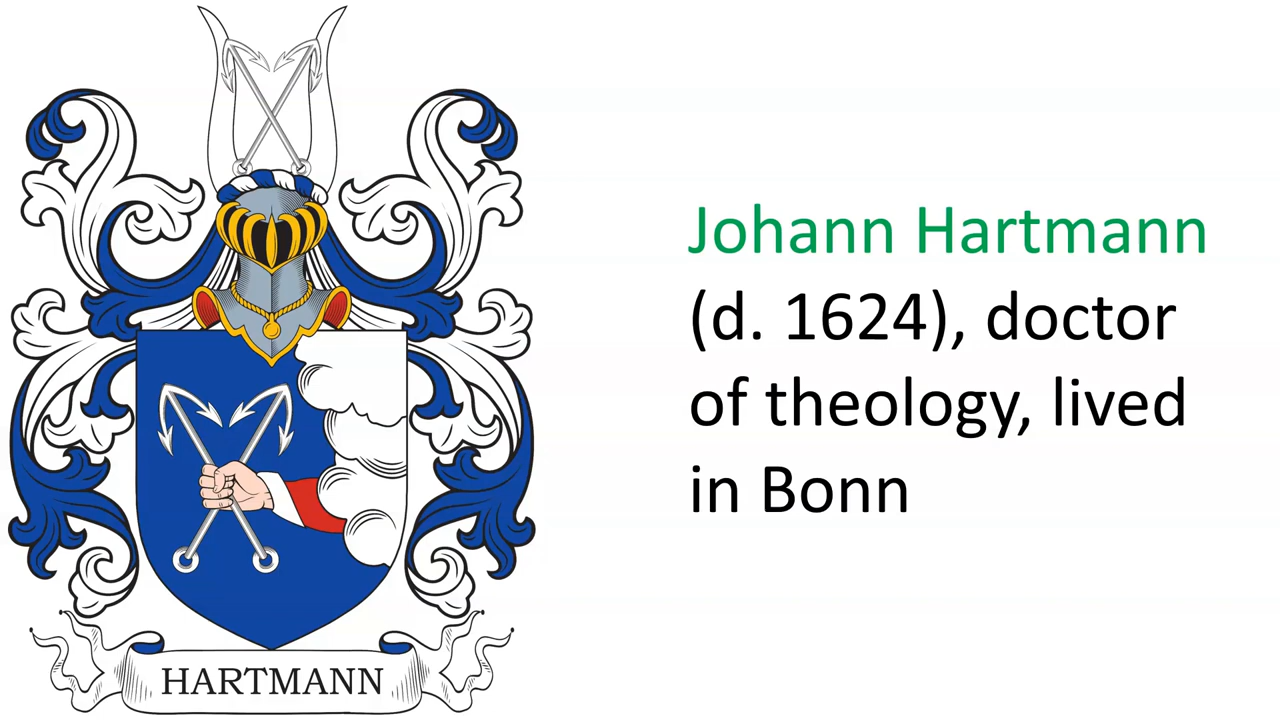 Johann Hartmann
(d. 1624), doctor
of theology, lived
in Bonn
HARTMANN